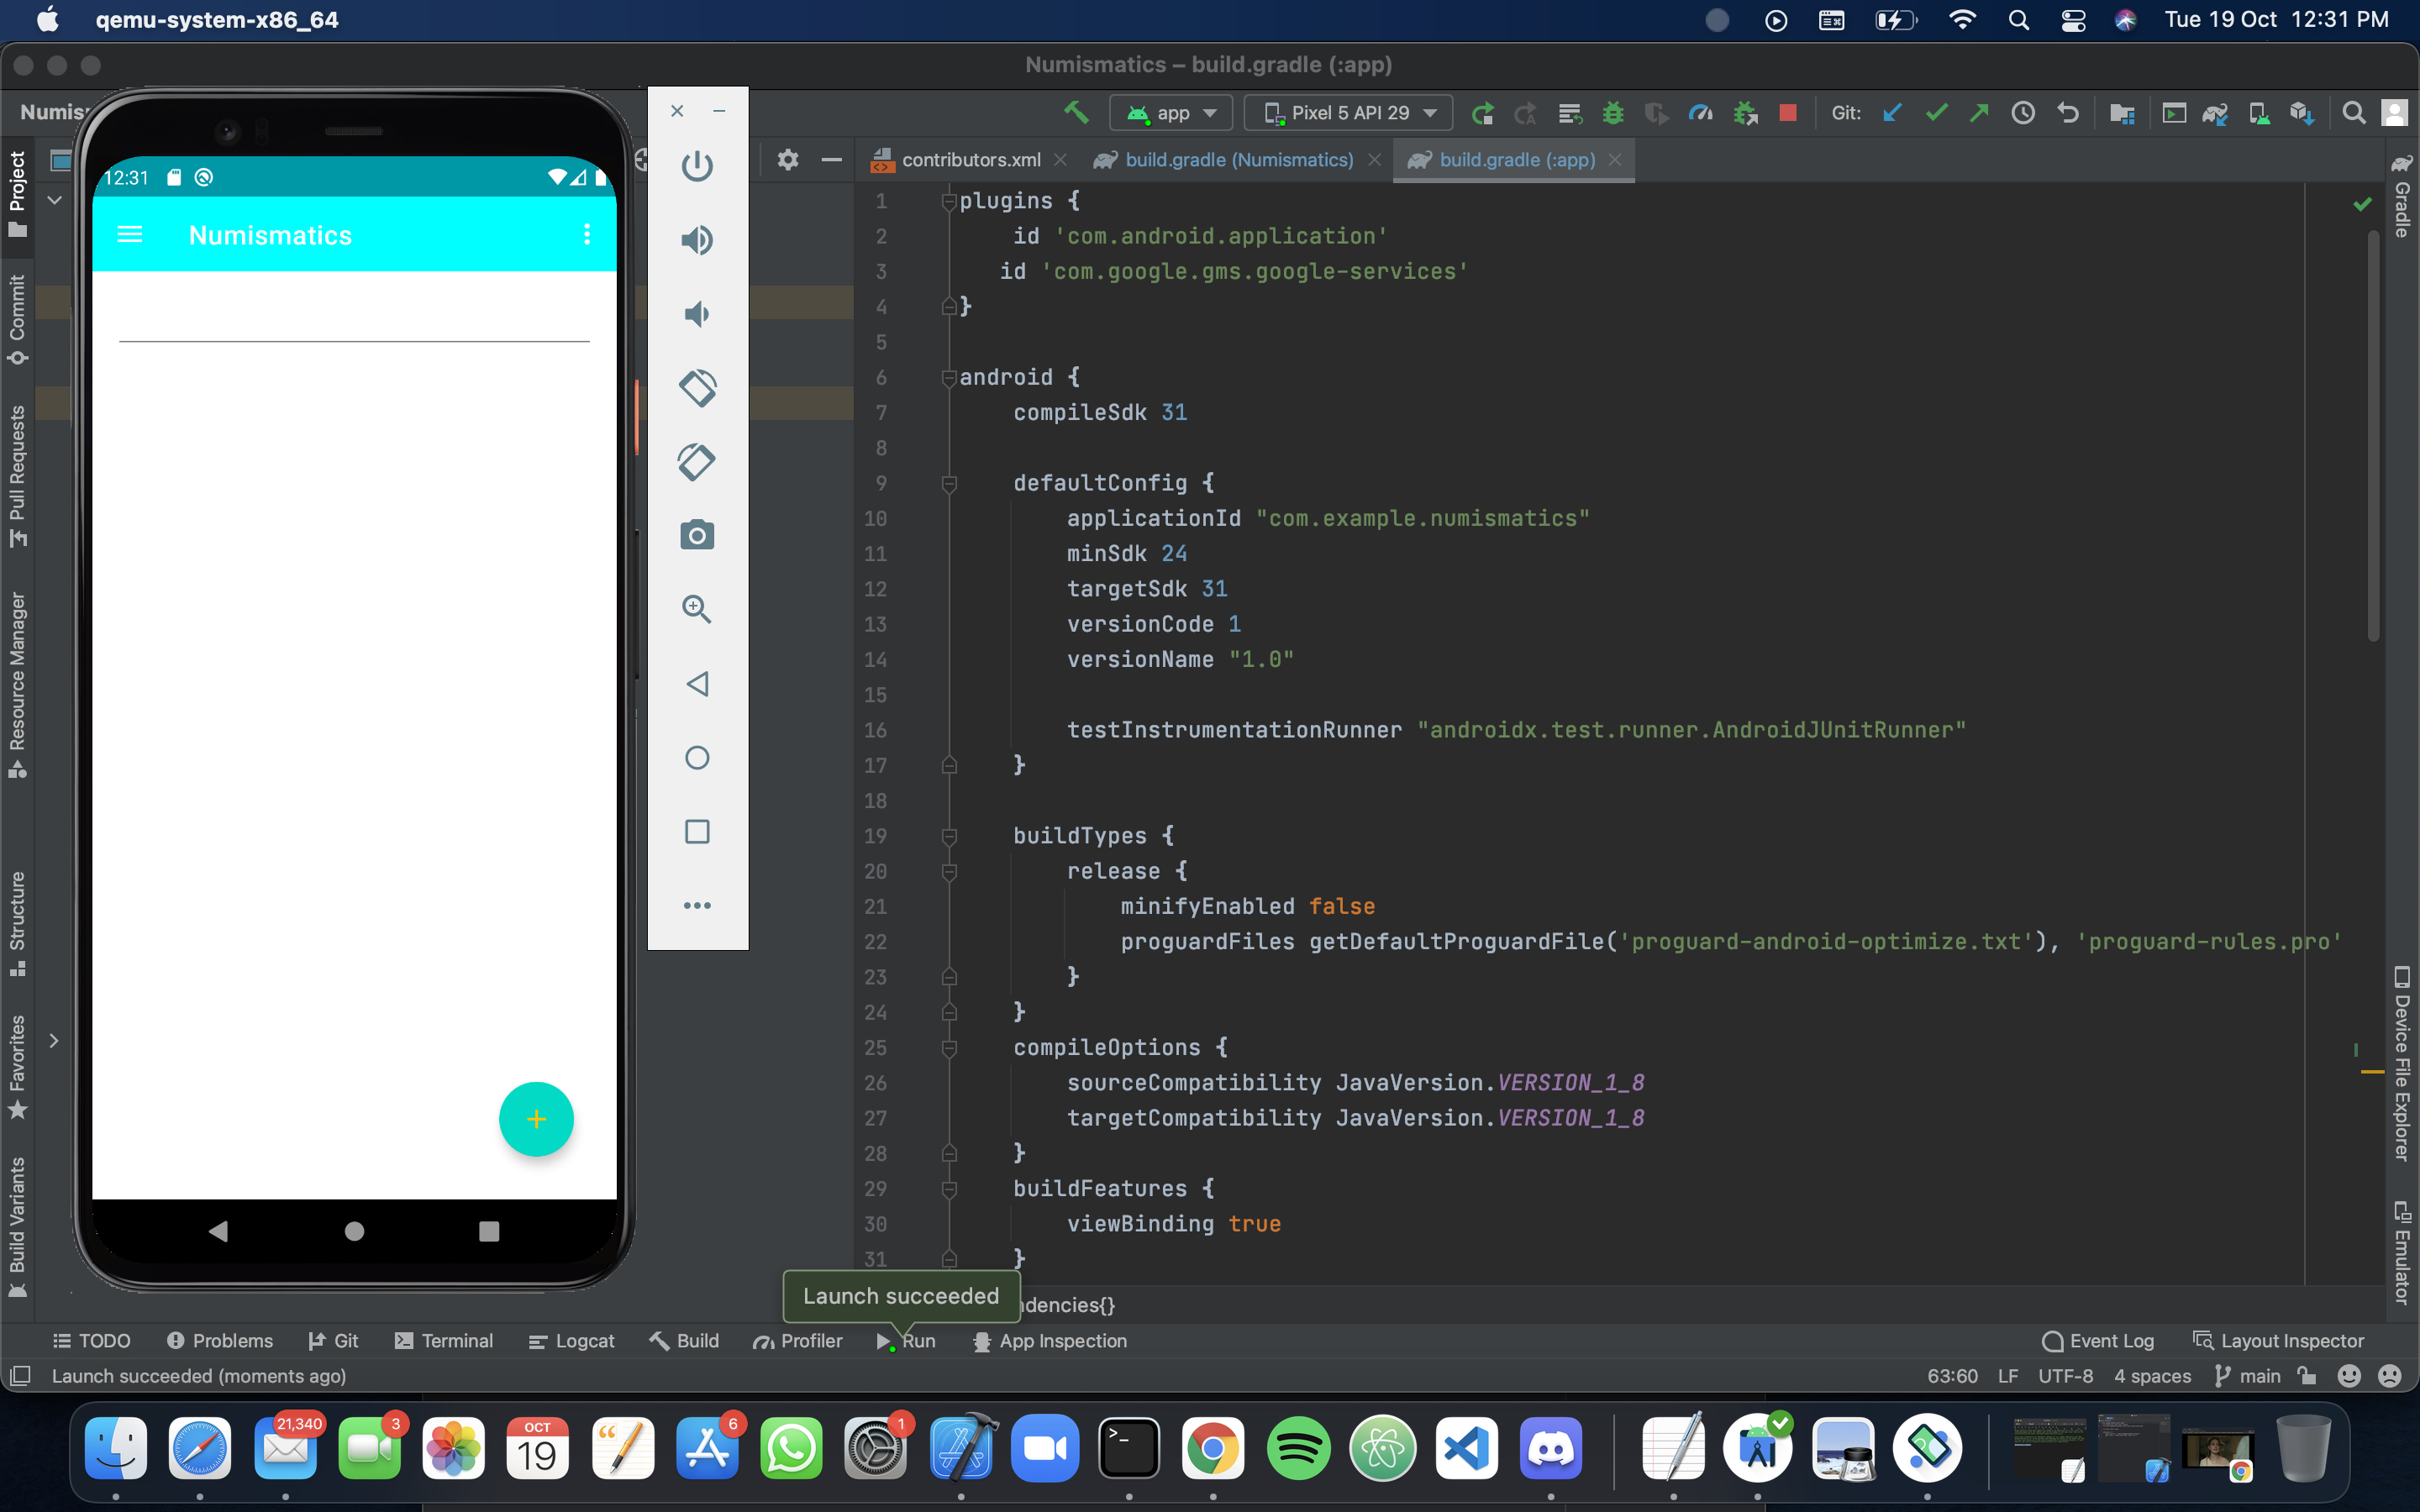 qemu-system-x86_64
Tue 19 Oct 12:31 PM
Numismatics – build.gradle (:app)
app
Pixel 5 API 29
Git:
contributors.xml
build.gradle (Numismatics)
build.gradle (:app)
Project
Commit
Pull Requests
Resource Manager
Structure
Favorites
Build Variants
12:31
Numismatics
1 plugins {
2 id 'com.android.application'
3 id 'com.google.gms.google-services'
4 }
5
6 android {
7 compileSdk 31
8
9 defaultConfig {
10 applicationId "com.example.numismatics"
11 minSdk 24
12 targetSdk 31
13 versionCode 1
14 versionName "1.0"
15
16 testInstrumentationRunner "androidx.test.runner.AndroidJUnitRunner"
17 }
18
19 buildTypes {
20 release {
21 minifyEnabled false
22 proguardFiles getDefaultProguardFile('proguard-android-optimize.txt'), 'proguard-rules.pro'
23 }
24 }
25 compileOptions {
26 sourceCompatibility JavaVersion.VERSION_1_8
27 targetCompatibility JavaVersion.VERSION_1_8
28 }
29 buildFeatures {
30 viewBinding true
31 }
Gradle
Device File Explorer
Emulator
Launch succeeded
TODO
Problems
Git
Terminal
Logcat
Build
Profiler
Run
App Inspection
Event Log
Layout Inspector
Launch succeeded (moments ago)
63:60
LF
UTF-8
4 spaces
main
21,340
3
OCT
19
6
1